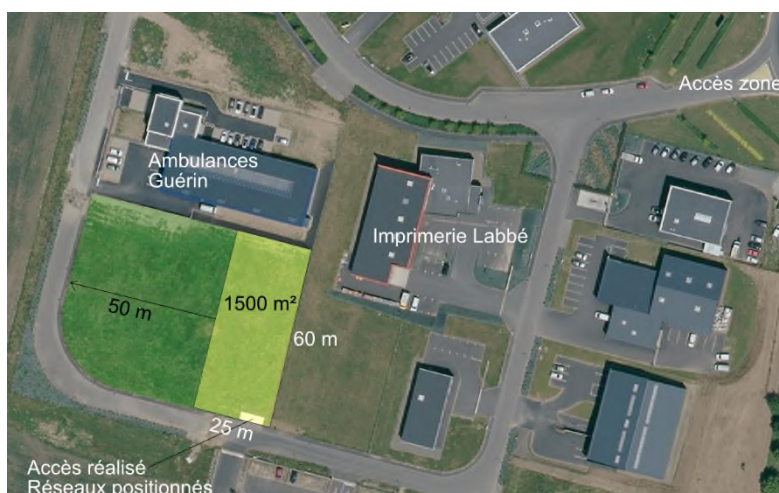 Accès zone
Ambulances
Guérin
Imprimerie Labbé
1500 m²
50 m
60 m
25 m
Accès réalisé
Réseaux positionnés